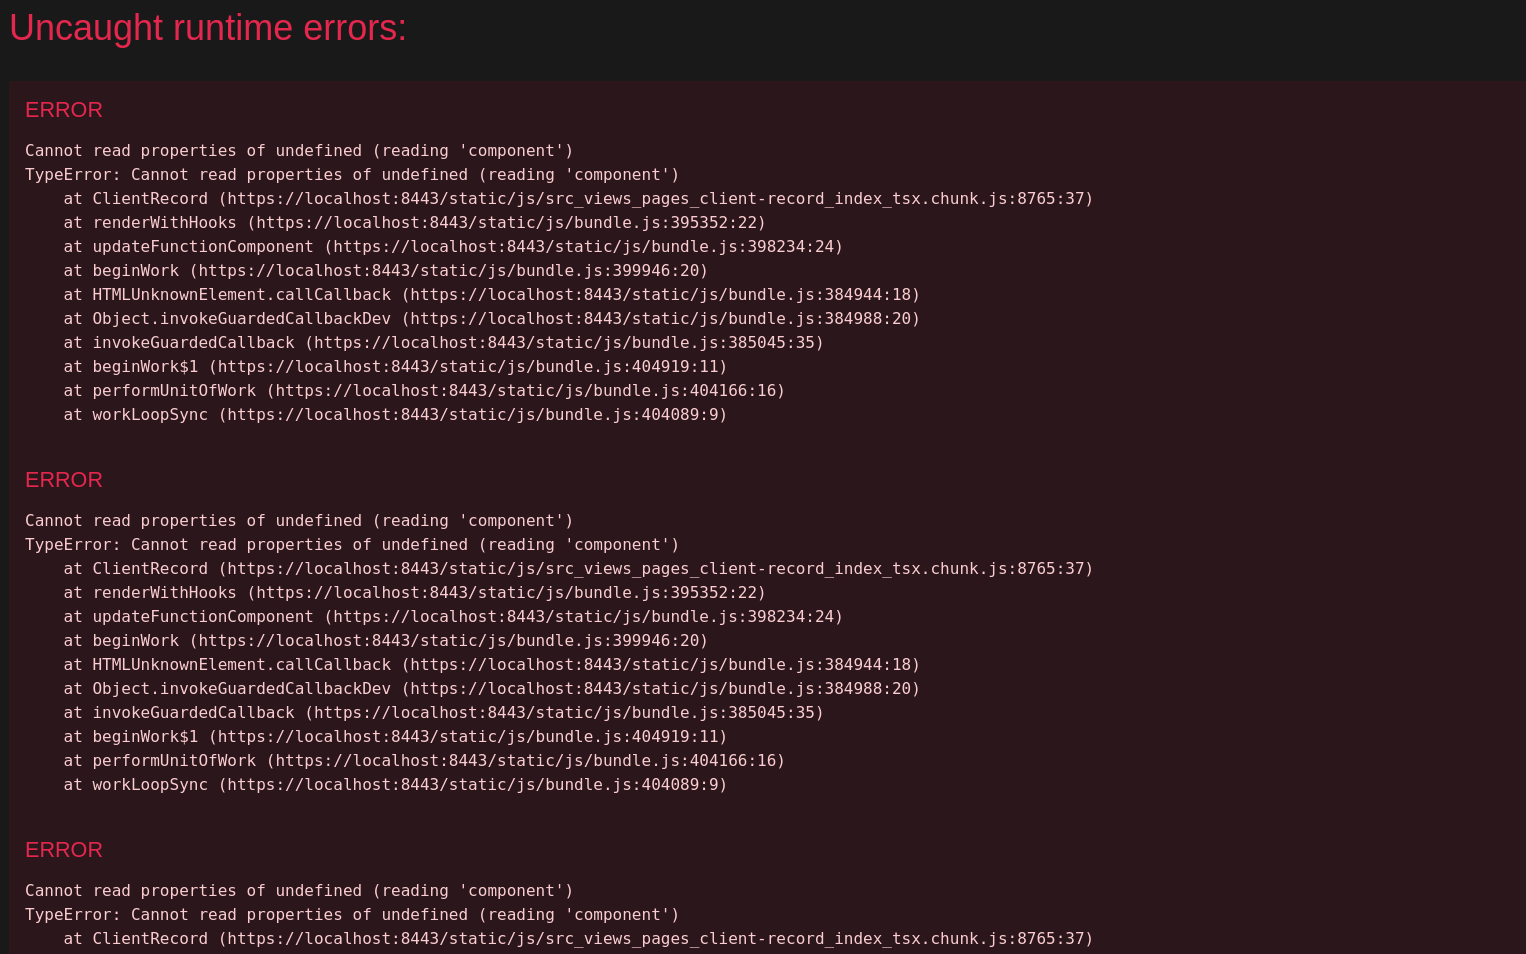 Uncaught runtime errors:
ERROR
Cannot read properties of undefined (reading 'component')
TypeError: Cannot read properties of undefined (reading 'component')
    at ClientRecord (https://localhost:8443/static/js/src_views_pages_client-record_index_tsx.chunk.js:8765:37)
    at renderWithHooks (https://localhost:8443/static/js/bundle.js:395352:22)
    at updateFunctionComponent (https://localhost:8443/static/js/bundle.js:398234:24)
    at beginWork (https://localhost:8443/static/js/bundle.js:399946:20)
    at HTMLUnknownElement.callCallback (https://localhost:8443/static/js/bundle.js:384944:18)
    at Object.invokeGuardedCallbackDev (https://localhost:8443/static/js/bundle.js:384988:20)
    at invokeGuardedCallback (https://localhost:8443/static/js/bundle.js:385045:35)
    at beginWork$1 (https://localhost:8443/static/js/bundle.js:404919:11)
    at performUnitOfWork (https://localhost:8443/static/js/bundle.js:404166:16)
    at workLoopSync (https://localhost:8443/static/js/bundle.js:404089:9)
ERROR
Cannot read properties of undefined (reading 'component')
TypeError: Cannot read properties of undefined (reading 'component')
    at ClientRecord (https://localhost:8443/static/js/src_views_pages_client-record_index_tsx.chunk.js:8765:37)
    at renderWithHooks (https://localhost:8443/static/js/bundle.js:395352:22)
    at updateFunctionComponent (https://localhost:8443/static/js/bundle.js:398234:24)
    at beginWork (https://localhost:8443/static/js/bundle.js:399946:20)
    at HTMLUnknownElement.callCallback (https://localhost:8443/static/js/bundle.js:384944:18)
    at Object.invokeGuardedCallbackDev (https://localhost:8443/static/js/bundle.js:384988:20)
    at invokeGuardedCallback (https://localhost:8443/static/js/bundle.js:385045:35)
    at beginWork$1 (https://localhost:8443/static/js/bundle.js:404919:11)
    at performUnitOfWork (https://localhost:8443/static/js/bundle.js:404166:16)
    at workLoopSync (https://localhost:8443/static/js/bundle.js:404089:9)
ERROR
Cannot read properties of undefined (reading 'component')
TypeError: Cannot read properties of undefined (reading 'component')
    at ClientRecord (https://localhost:8443/static/js/src_views_pages_client-record_index_tsx.chunk.js:8765:37)